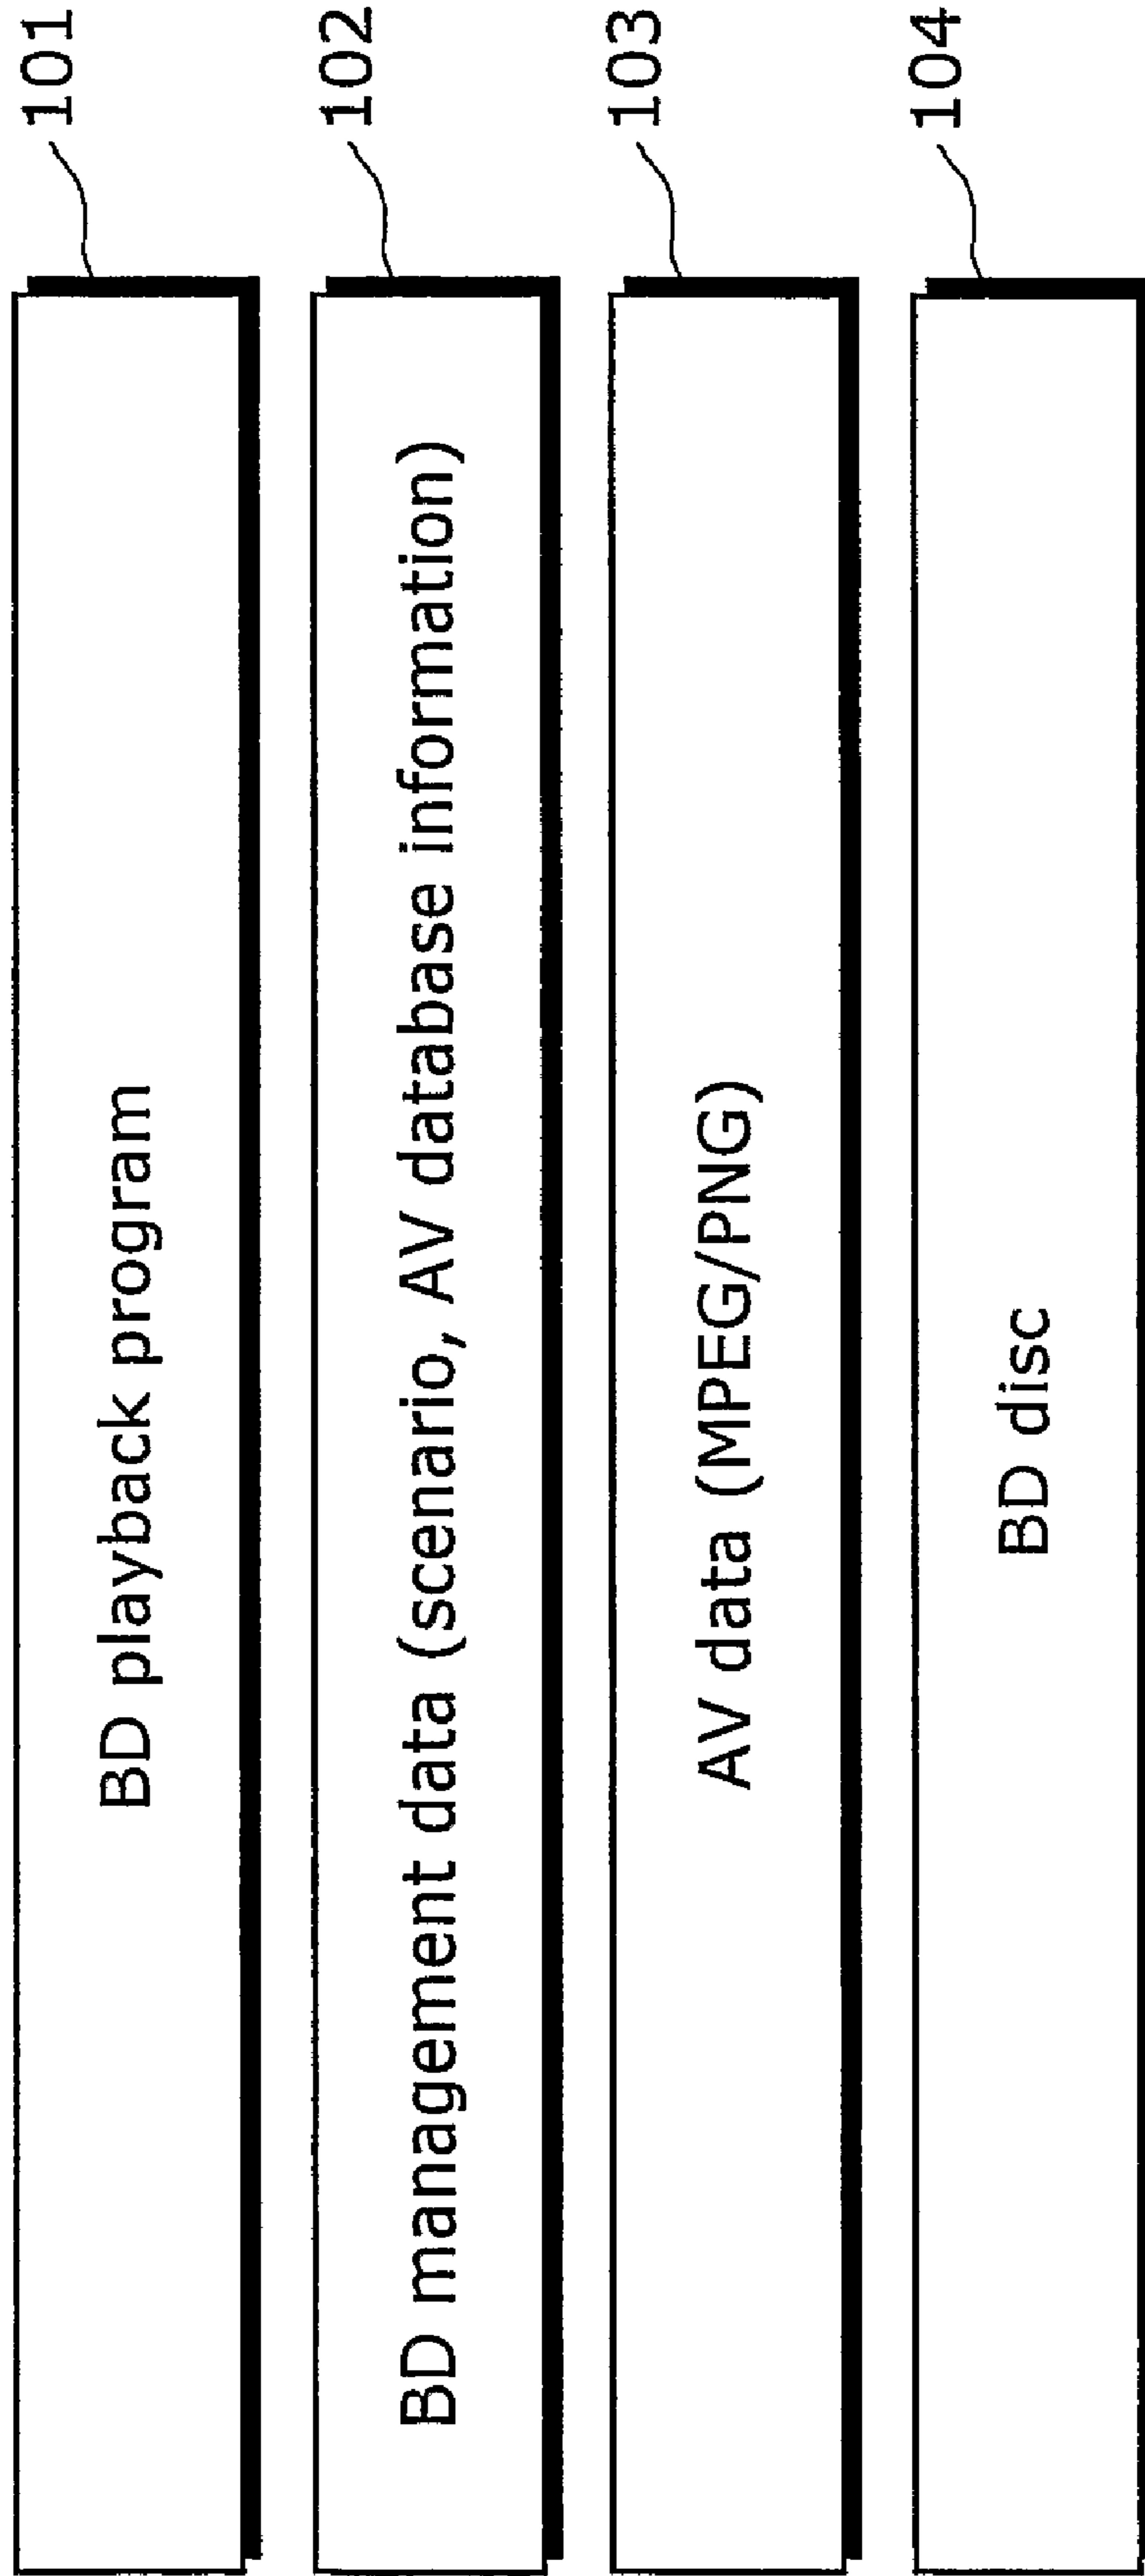 BD playback program
101
BD management data (scenario, AV database information)
102
AV data (MPEG/PNG)
103
BD disc
104